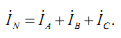 İ_N = İ_A + İ_B + İ_C.